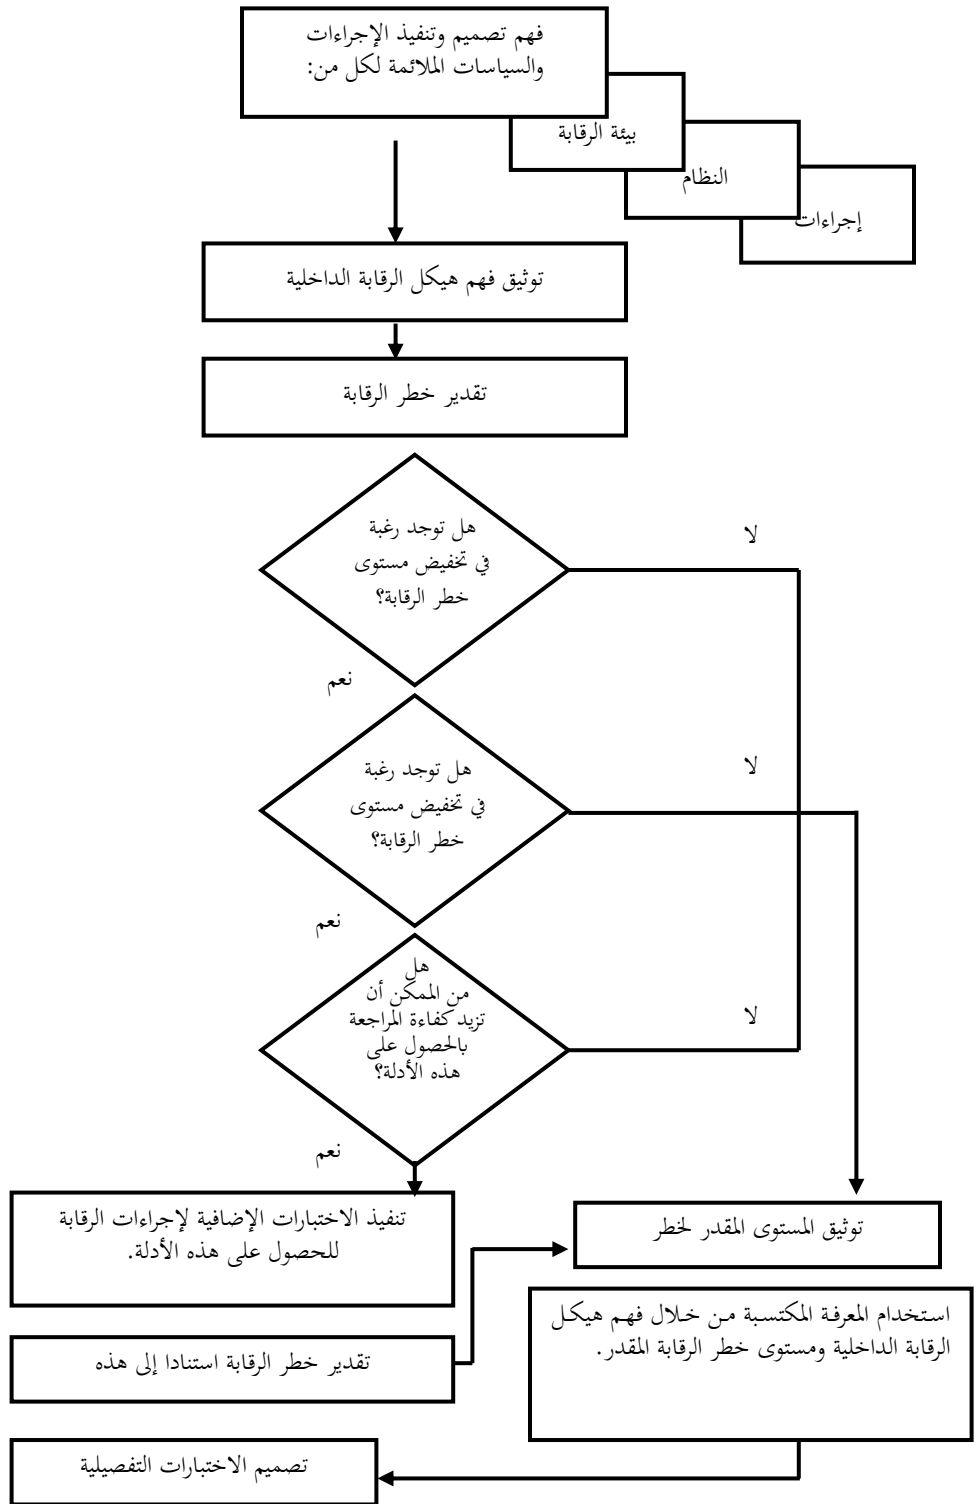 فهم تصميم وتنفيذ الإجراءات
والسياسات الملائمة لكل من:
بيئة الرقابة
النظام
إجراءات
توثيق فهم هيكل الرقابة الداخلية
تقدير خطر الرقابة
هل توجد رغبة
في تخفيض مستوى
خطر الرقابة؟
لا
نعم
هل توجد رغبة
في تخفيض مستوى
خطر الرقابة؟
لا
نعم
هل
من الممكن أن
تزيد كفاءة المراجعة
بالحصول على
هذه الأدلة؟
لا
نعم
تنفيذ الاختبارات الإضافية لإجراءات الرقابة
للحصول على هذه الأدلة.
توثيق المستوى المقدر لخطر
تقدير خطر الرقابة استنادا إلى هذه
استخدام المعرفة المكتسبة من خلال فهم هيكل
الرقابة الداخلية ومستوى خطر الرقابة المقدر.
تصميم الاختبارات التفصيلية